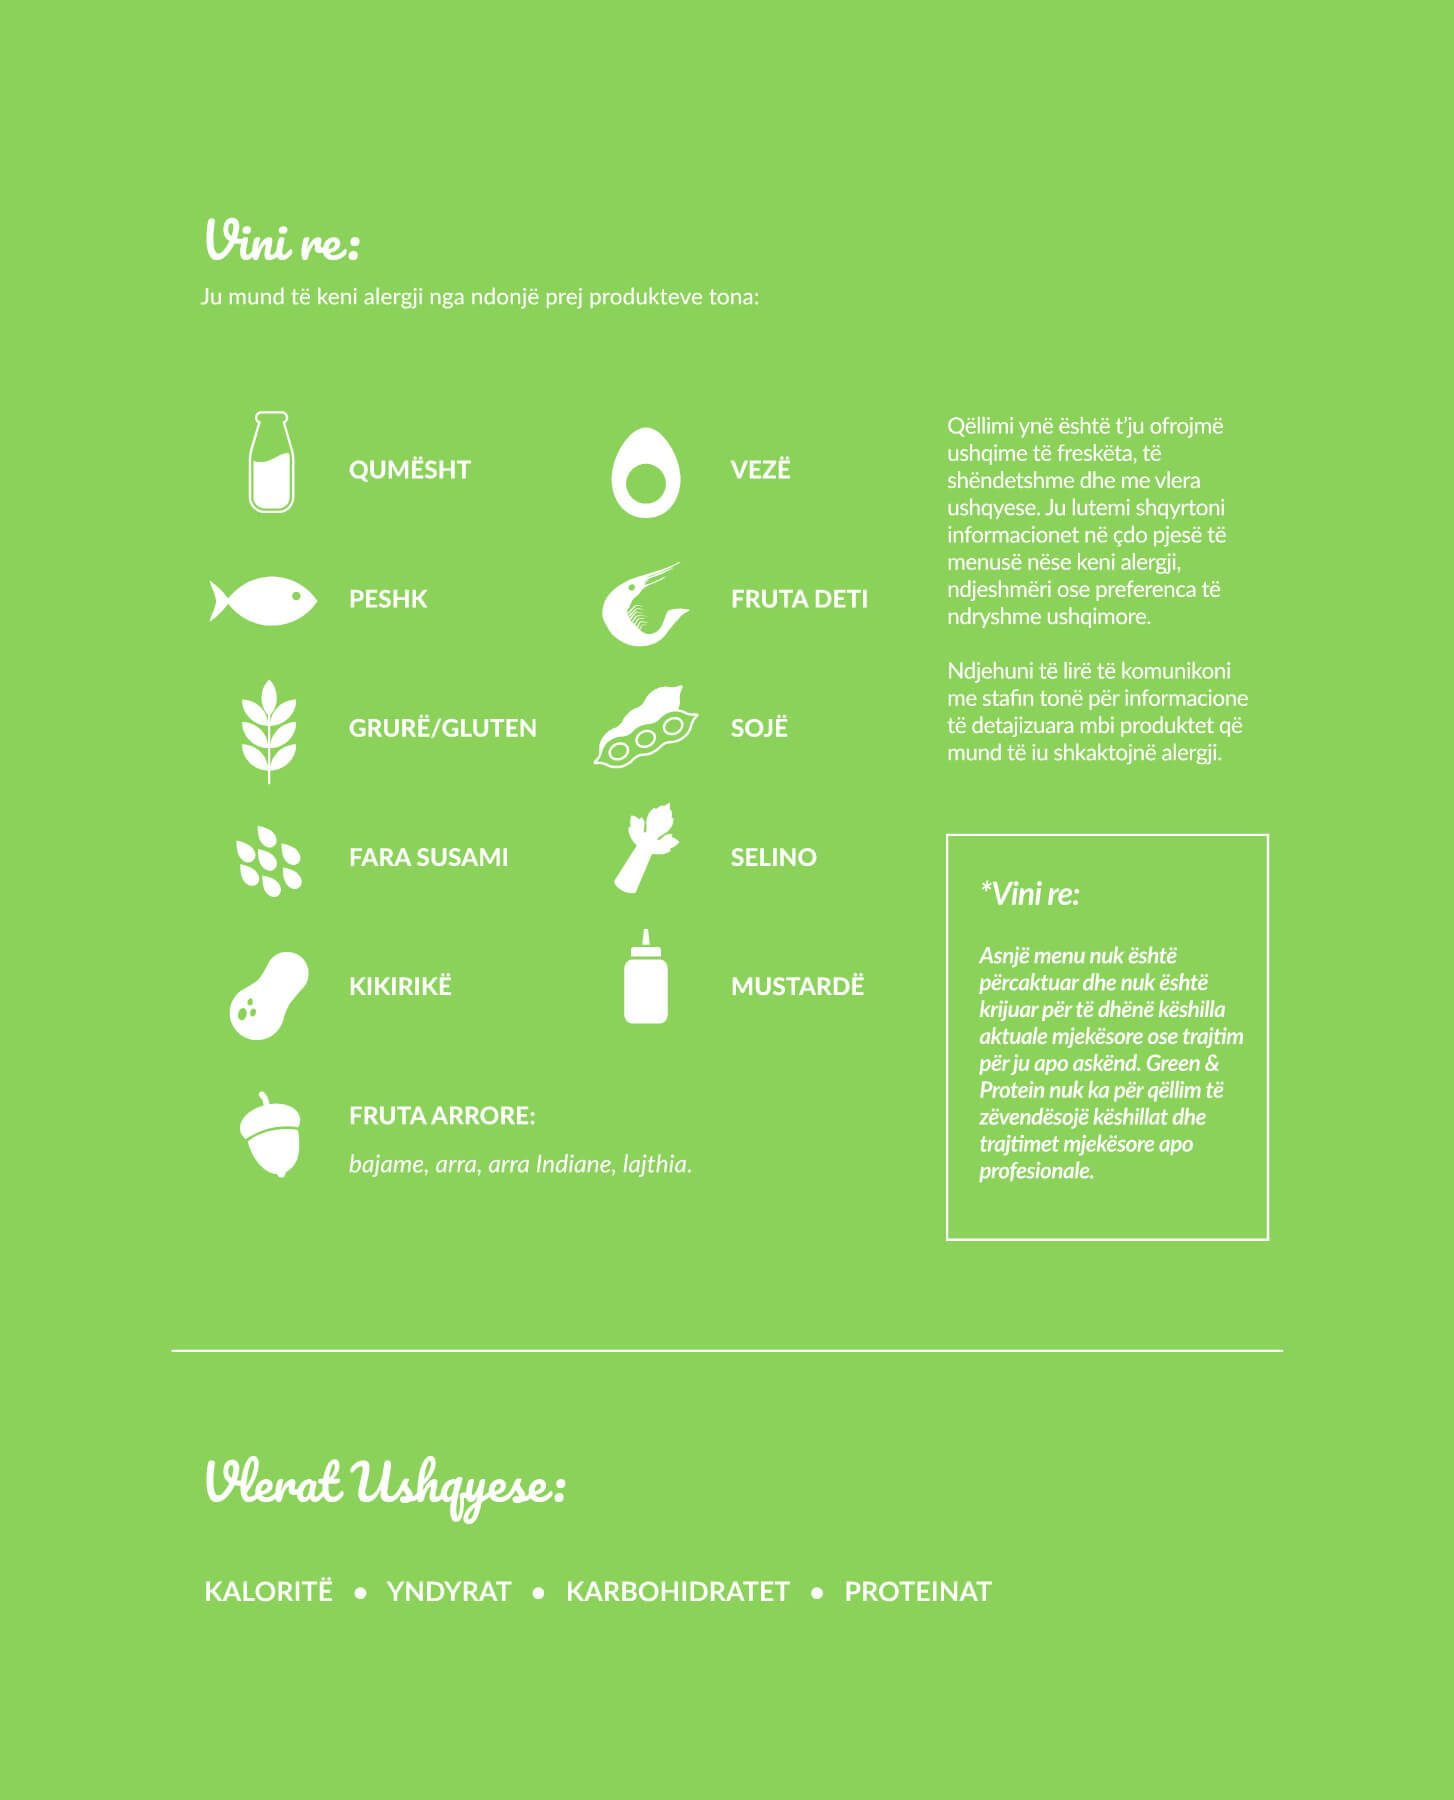 Vini re:
Ju mund të keni alergji nga ndonjë prej produkteve tona:
QUMËSHT
VEZË
PESHK
FRUTA DETI
GRURË/GLUTEN
SOJË
FARA SUSAMI
SELINO
KIKIRIKË
MUSTARDË
FRUTA ARRORE:
bajame, arra, arra Indiane, lajthia.
Qëllimi ynë është t'ju ofrojmë
ushqime të freskëta, të
shëndetshme dhe me vlera
ushqyese. Ju lutemi shqyrtoni
informacionet në çdo pjesë të
menusë nëse keni alergji,
ndjeshmëri ose preferenca të
ndryshme ushqimore.
Ndjehuni të lirë të komunikoni
me stafin tonë për informacione
të detajizuara mbi produktet që
mund të iu shkaktojnë alergji.
*Vini re:
Asnjë menu nuk është
përcaktuar dhe nuk është
krijuar për të dhënë këshilla
aktuale mjekësore ose trajtim
për ju apo askënd. Green &
Protein nuk ka për qëllim të
zëvendësojë këshillat dhe
trajtimet mjekësore apo
profesionale.
Vlerat Ushqyese:
KALORITË • YNDYRAT • KARBOHIDRATET • PROTEINAT